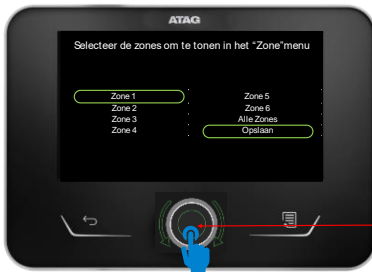 ATAG
Selecteer de zones om te tonen in het “Zone”menu
Zone 1
Zone 2
Zone 3
Zone 4
Zone 5
Zone 6
Alle Zones
Opslaan